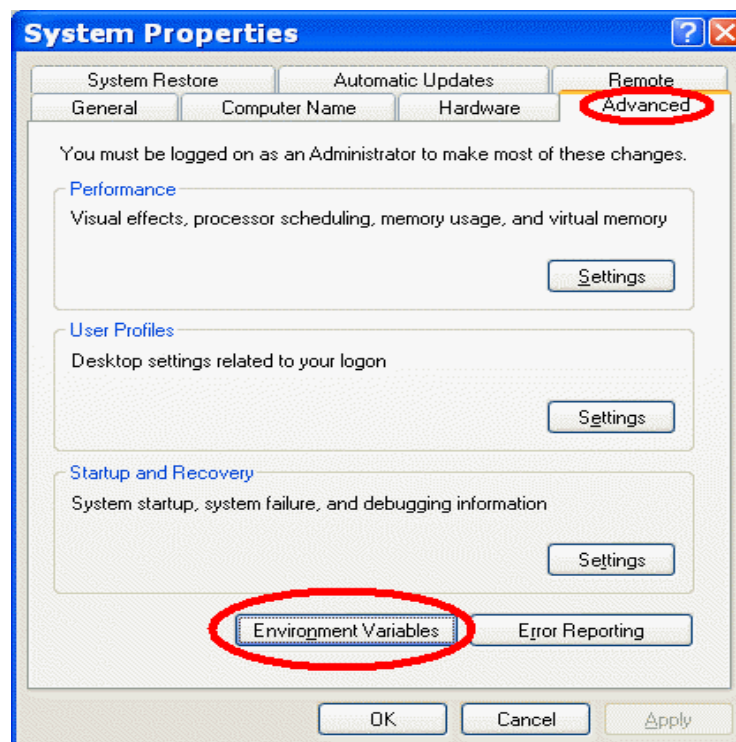 System Properties
System Restore Automatic Updates Remote
General Computer Name Hardware Advanced
You must be logged on as an Administrator to make most of these changes.
Performance
Visual effects, processor scheduling, memory usage, and virtual memory
Settings
User Profiles
Desktop settings related to your logon
Settings
Startup and Recovery
System startup, system failure, and debugging information
Settings
Environment Variables Error Reporting
OK Cancel Apply